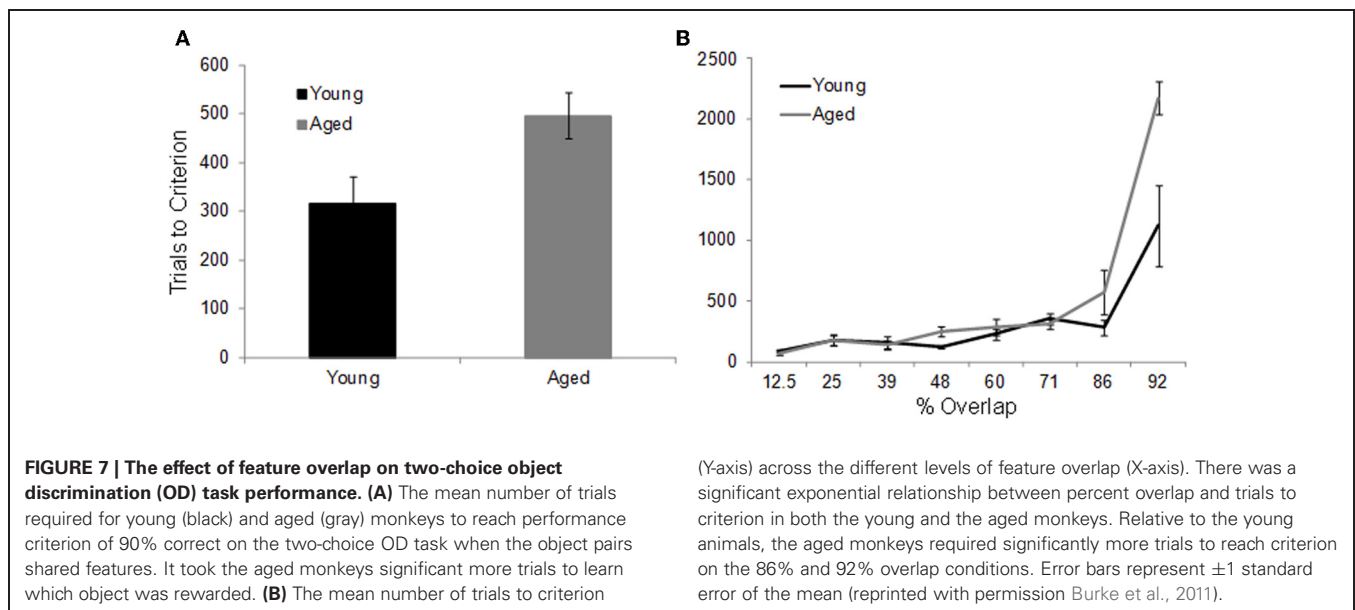 A
B
600
500
400
300
200
100
0
Trials to Criterion
Young
Aged
Young
Aged
2500
2000
1500
1000
500
0
Young
Aged
12.5 25 39 48 60 71 86 92
% Overlap
FIGURE 7 | The effect of feature overlap on two-choice object
discrimination (OD) task performance. (A) The mean number of trials
required for young (black) and aged (gray) monkeys to reach performance
criterion of 90% correct on the two-choice OD task when the object pairs
shared features. It took the aged monkeys significant more trials to learn
which object was rewarded. (B) The mean number of trials to criterion
(Y-axis) across the different levels of feature overlap (X-axis). There was a
significant exponential relationship between percent overlap and trials to
criterion in both the young and the aged monkeys. Relative to the young
animals, the aged monkeys required significantly more trials to reach criterion
on the 86% and 92% overlap conditions. Error bars represent ±1 standard
error of the mean (reprinted with permission Burke et al., 2011).